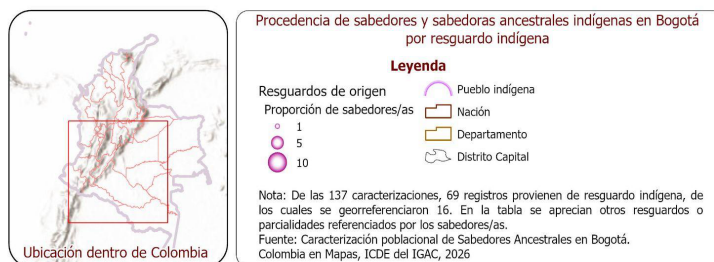 Ubicación dentro de Colombia
Procedencia de sabedores y sabedoras ancestrales indígenas en Bogotá
por resguardo indígena
Leyenda
Resguardos de origen
Proporción de sabedores/as
1
5
10
Pueblo indígena
Nación
Departamento
Distrito Capital
Nota: De las 137 caracterizaciones, 69 registros provienen de resguardo indígena, de
los cuales se georreferenciaron 16. En la tabla se aprecian otros resguardos o
parcialidades referenciados por los sabedores/as.
Fuente: Caracterización poblacional de Sabedores Ancestrales en Bogotá.
Colombia en Mapas, ICDE del IGAC, 2026